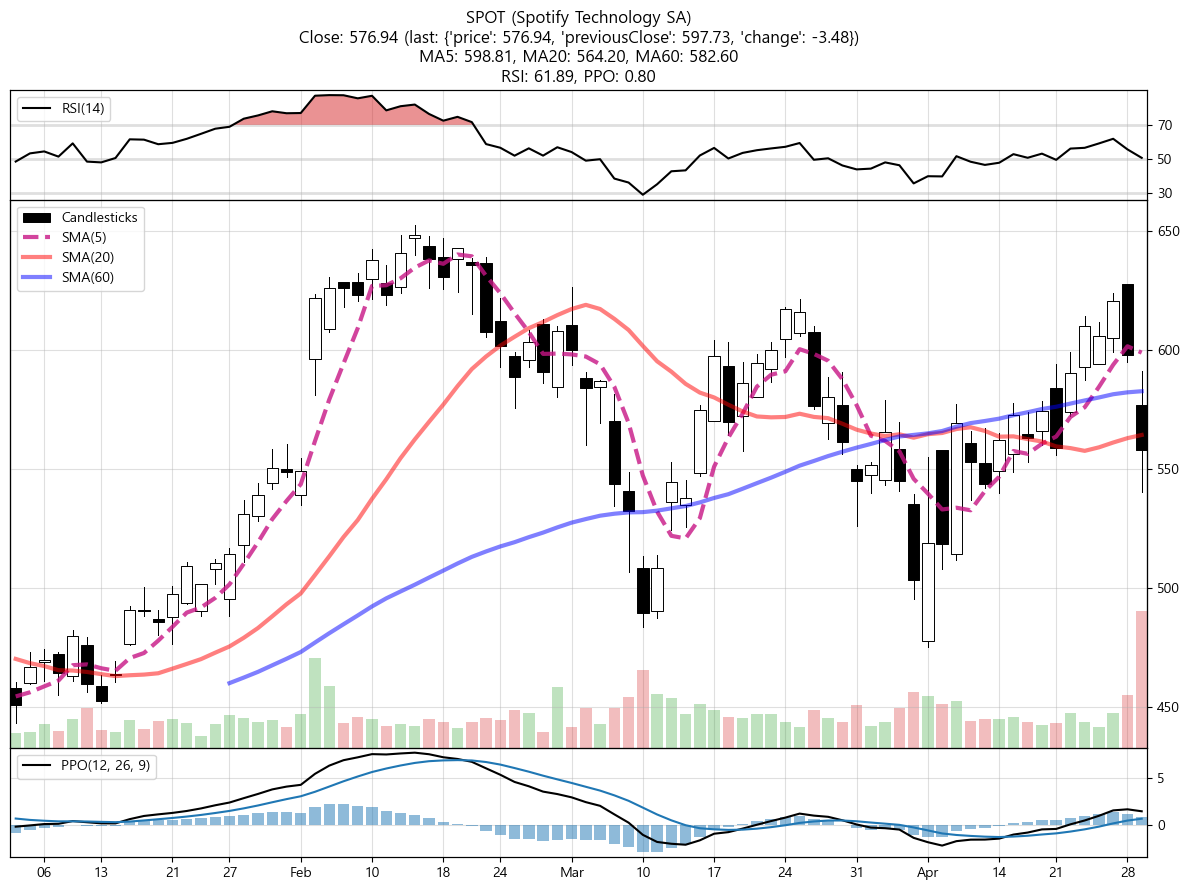 SPOT (Spotify Technology SA)
Close: 576.94 (last: {'price': 576.94, 'previousClose': 597.73, 'change': -3.48})
MA5: 598.81, MA20: 564.20, MA60: 582.60
RSI: 61.89, PPO: 0.80
RSI(14)
70
50
30
Candlesticks
SMA(5)
SMA(20)
SMA(60)
650
600
550
500
450
PPO(12, 26, 9)
5
0
06 13 21 27 Feb 10 18 24 Mar 10 17 24 31 Apr 14 21 28